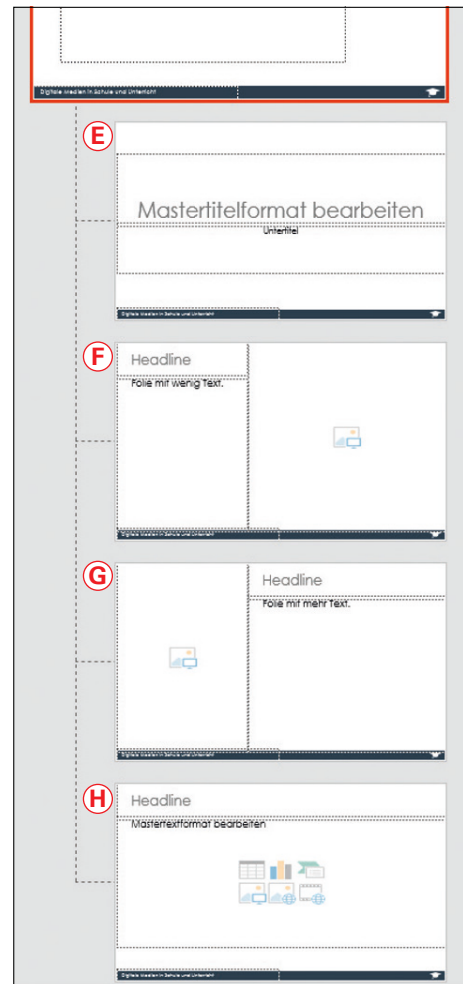 Digitale Medien in Schule und Unterricht
E
Mastertitelformat bearbeiten
Untertitel
Digitale Medien in Schule und Unterricht
F
Headline
Folie mit wenig Text.
Digitale Medien in Schule und Unterricht
G
Headline
Folie mit mehr Text.
Digitale Medien in Schule und Unterricht
H
Headline
Mastertextformat bearbeiten
Digitale Medien in Schule und Unterricht